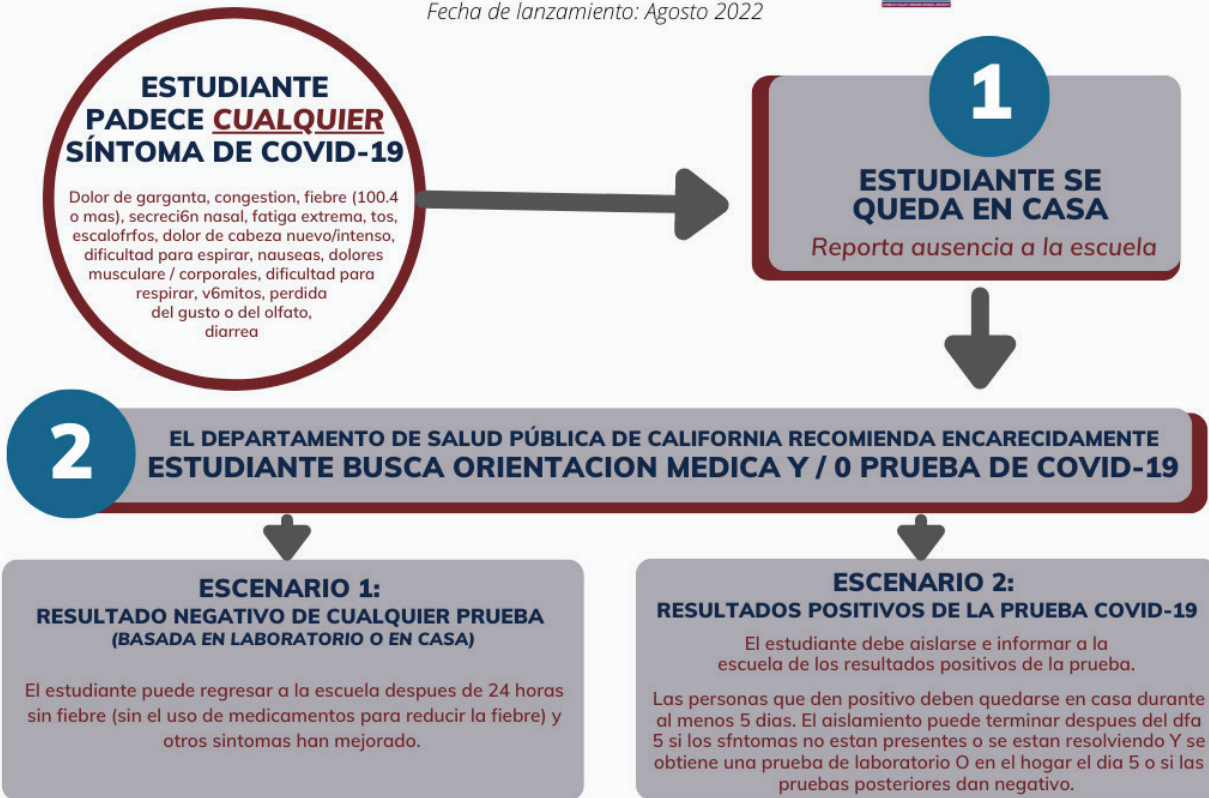 Fecha de lanzamiento: Agosto 2022
ESTUDIANTE
PADECE CUALQUIER
SÍNTOMA DE COVID-19
Dolor de garganta, congestion, fiebre (100.4
o mas), secreci6n nasal, fatiga extrema, tos,
escalofrfos, dolor de cabeza nuevo/intenso,
dificultad para espirar, nauseas, dolores
musculare / corporales, dificultad para
respirar, v6mitos, perdida
del gusto o del olfato,
diarrea
1
ESTUDIANTE SE
QUEDA EN CASA
Reporta ausencia a la escuela
2
EL DEPARTAMENTO DE SALUD PÚBLICA DE CALIFORNIA RECOMIENDA ENCARECIDAMENTE
ESTUDIANTE BUSCA ORIENTACION MEDICA Y / 0 PRUEBA DE COVID-19
ESCENARIO 1:
RESULTADO NEGATIVO DE CUALQUIER PRUEBA
(BASADA EN LABORATORIO O EN CASA)
El estudiante puede regresar a la escuela despues de 24 horas
sin fiebre (sin el uso de medicamentos para reducir la fiebre) y
otros sintomas han mejorado.
ESCENARIO 2:
RESULTADOS POSITIVOS DE LA PRUEBA COVID-19
El estudiante debe aislarse e informar a la
escuela de los resultados positivos de la prueba.
Las personas que den positivo deben quedarse en casa durante
al menos 5 dias. El aislamiento puede terminar despues del dfa
5 si los sfntomas no estan presentes o se estan resolviendo Y se
obtiene una prueba de laboratorio O en el hogar el dia 5 o si las
pruebas posteriores dan negativo.